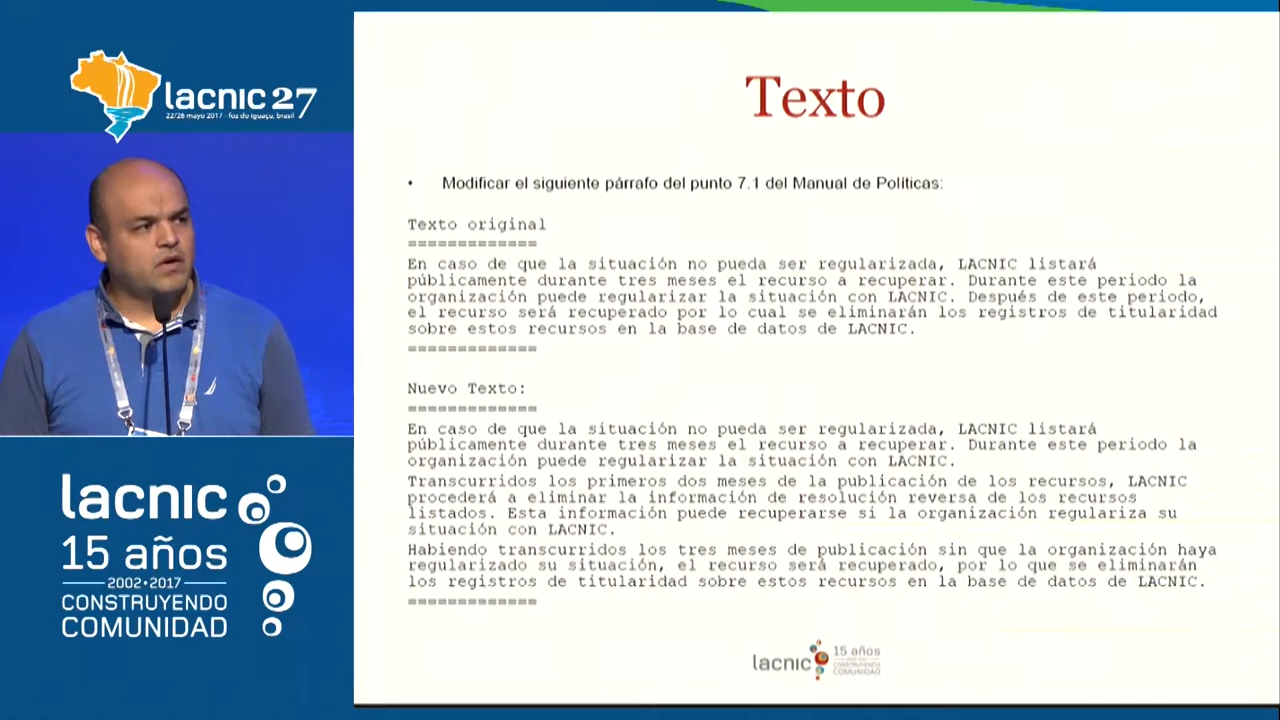 lacnic 27
22/26 mayo 2017 - foz do iguaçu, brasil
lacnic
15 años
2002•2017
CONSTRUYENDO
COMUNIDAD
Texto
• Modificar el siguiente párrafo del punto 7.1 del Manual de Políticas:
Texto original
=============
En caso de que la situación no pueda ser regularizada, LACNIC listará
públicamente durante tres meses el recurso a recuperar. Durante este periodo la
organización puede regularizar la situación con LACNIC. Después de este periodo,
el recurso será recuperado por lo cual se eliminarán los registros de titularidad
sobre estos recursos en la base de datos de LACNIC.
=============
Nuevo Texto:
=============
En caso de que la situación no pueda ser regularizada, LACNIC listará
públicamente durante tres meses el recurso a recuperar. Durante este periodo la
organización puede regularizar la situación con LACNIC.
Transcurridos los primeros dos meses de la publicación de los recursos, LACNIC
procederá a eliminar la información de resolución reversa de los recursos
listados. Esta información puede recuperarse si la organización regulariza su
situación con LACNIC.
Habiendo transcurridos los tres meses de publicación sin que la organización haya
regularizado su situación, el recurso será recuperado, por lo que se eliminarán
los registros de titularidad sobre estos recursos en la base de datos de LACNIC.
=============
lacnic
15 años
CONSTRUYENDO
COMUNIDAD